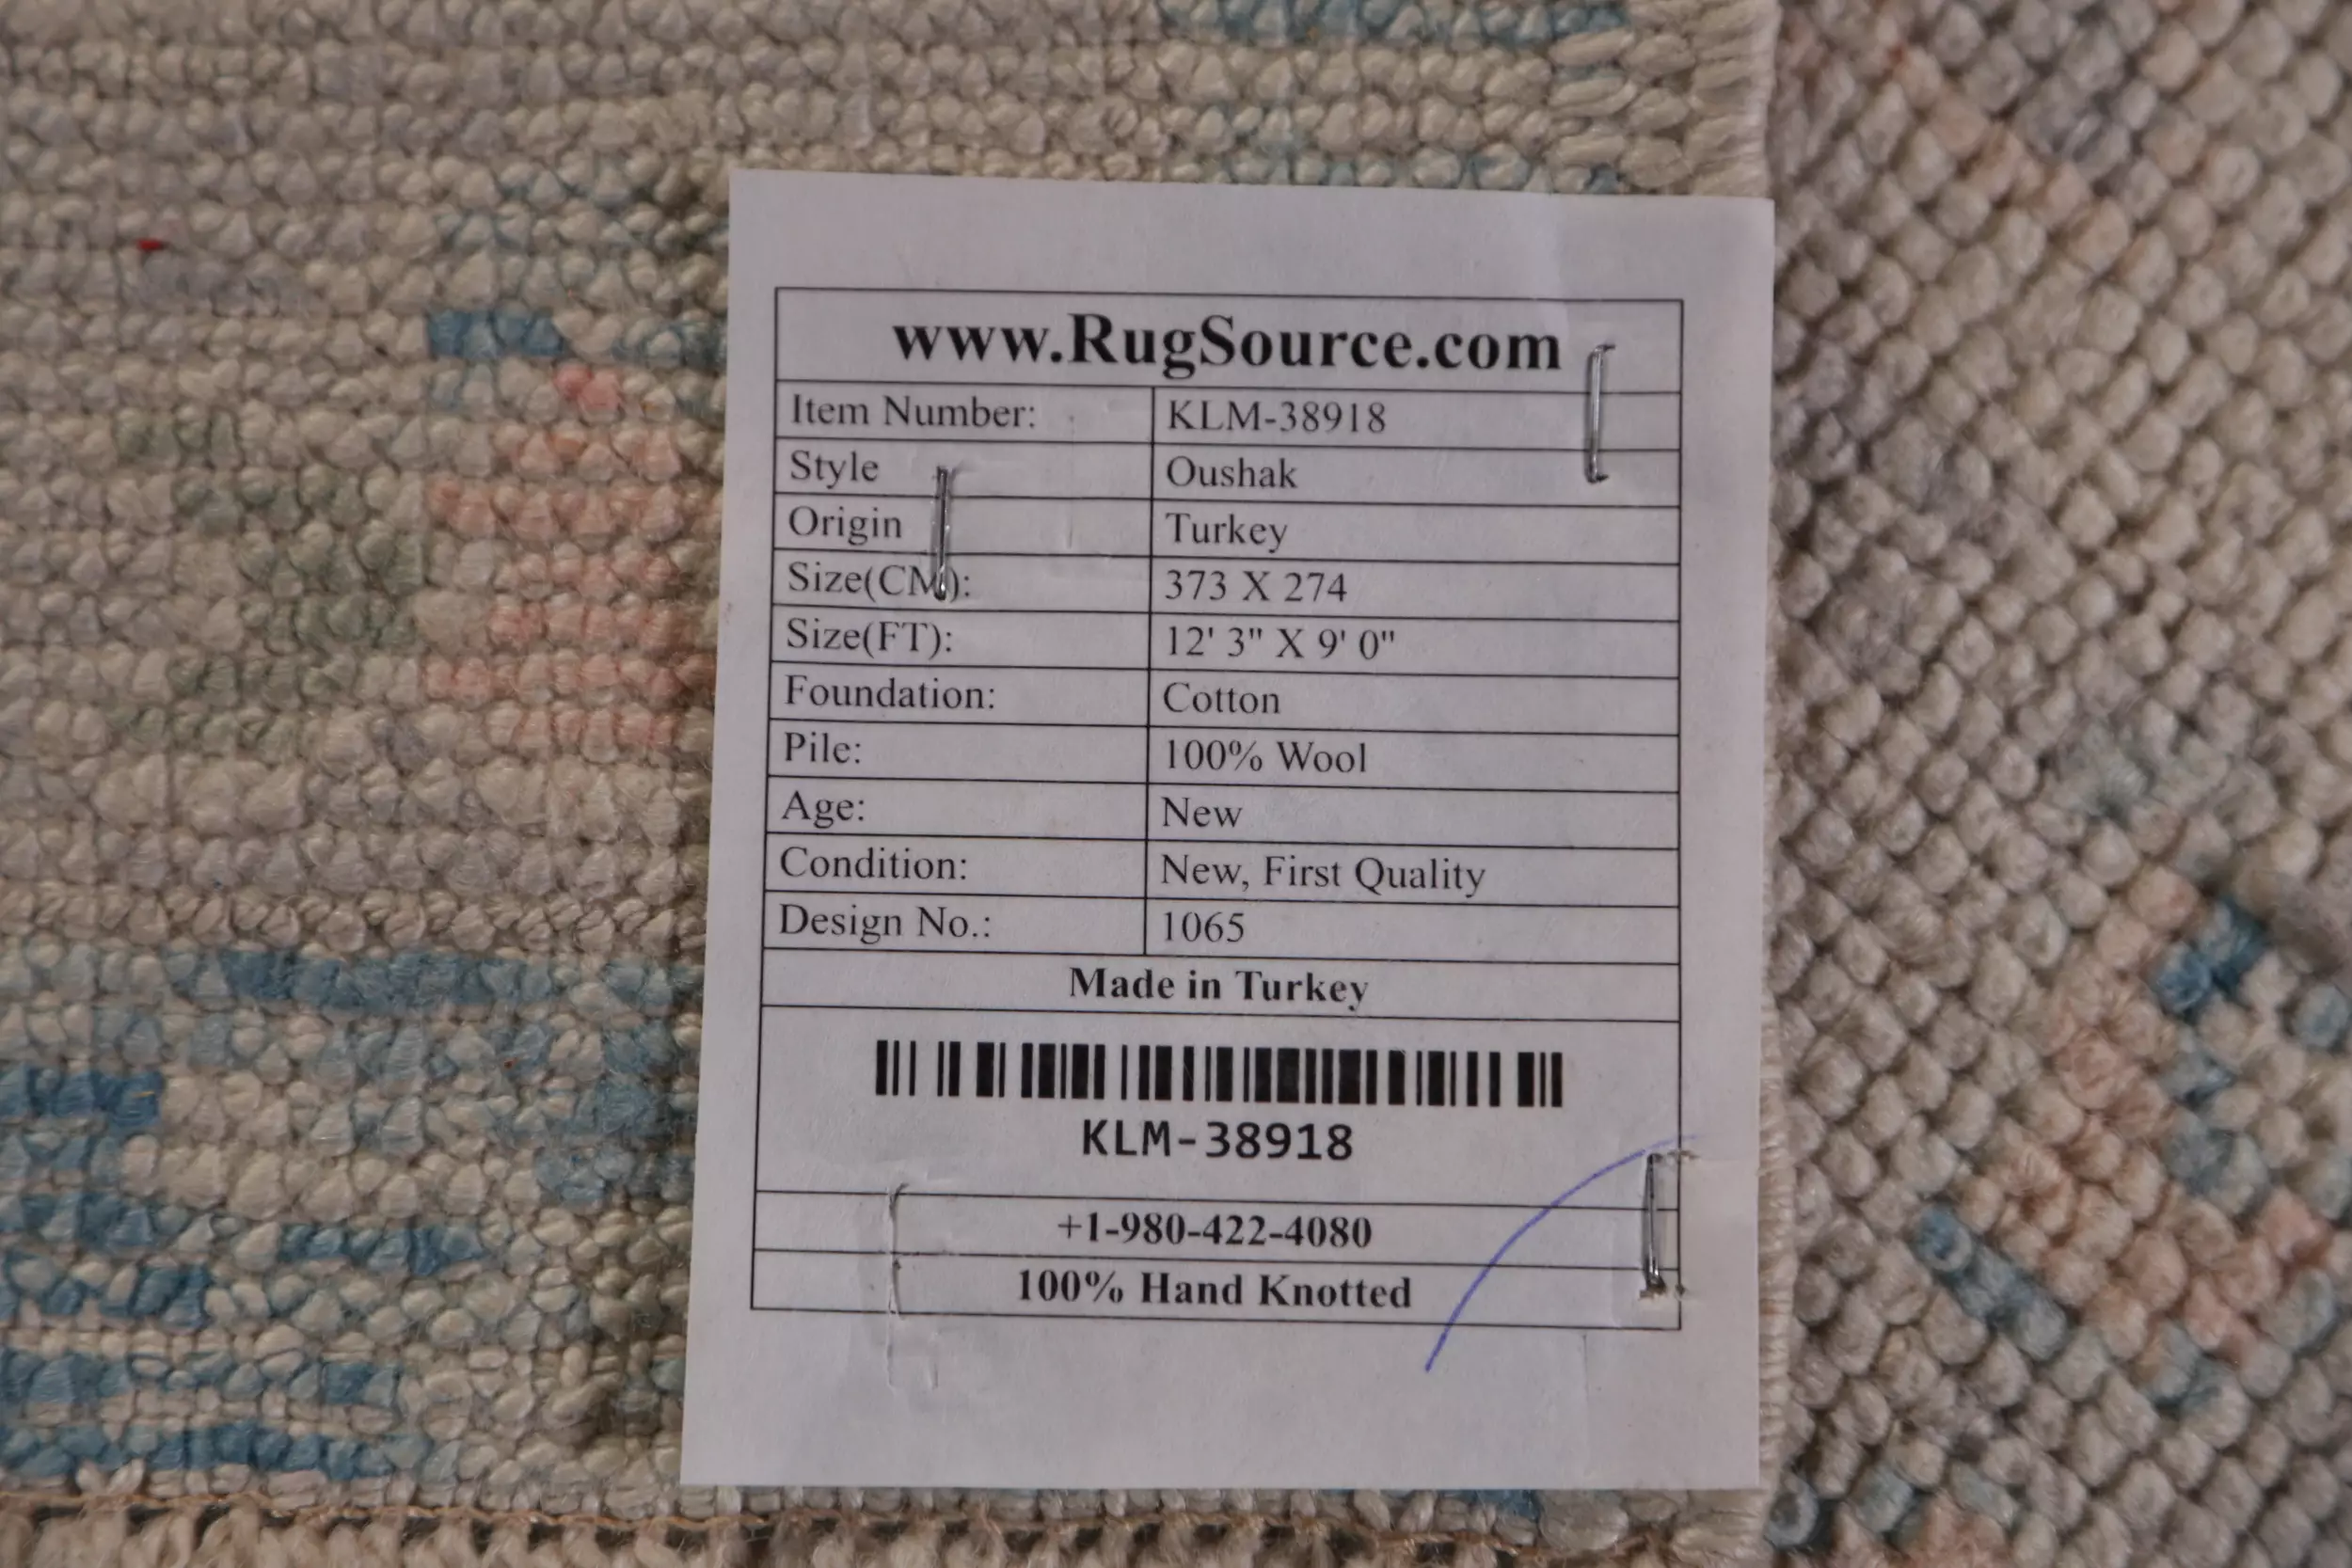 www.RugSource.com
Item Number: KLM-38918
Style Oushak
Origin Turkey
Size(CM): 373 X 274
Size(FT): 12' 3" X 9' 0"
Foundation: Cotton
Pile: 100% Wool
Age: New
Condition: New, First Quality
Design No.: 1065
Made in Turkey
KLM-38918
+1-980-422-4080
100% Hand Knotted